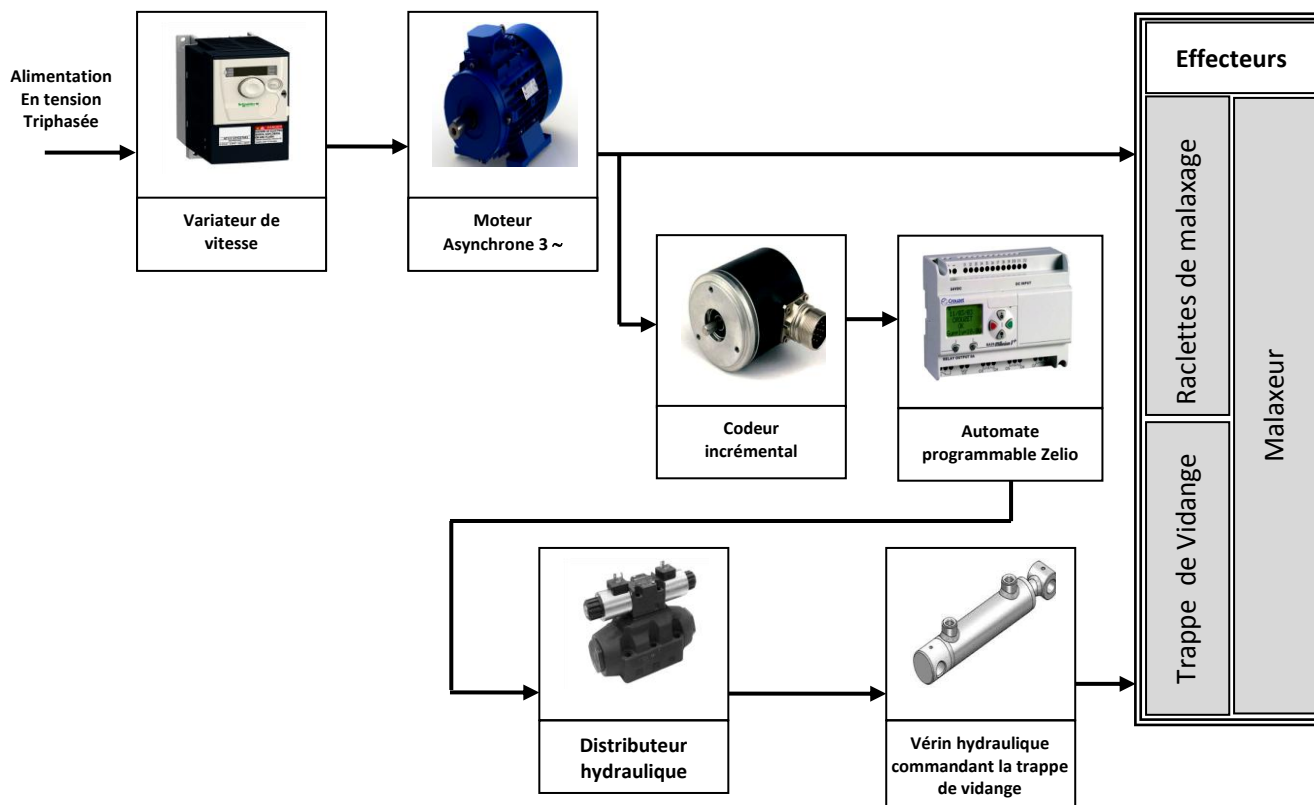 Alimentation
En tension
Triphasée
Variateur de
vitesse
Moteur
Asynchrone 3 ~
Codeur
incrémental
Automate
programmable Zelio
Distributeur
hydraulique
Vérin hydraulique
commandant la trappe
de vidange
Effecteurs
Raclettes de malaxage
Trappe de Vidange
Malaxeur